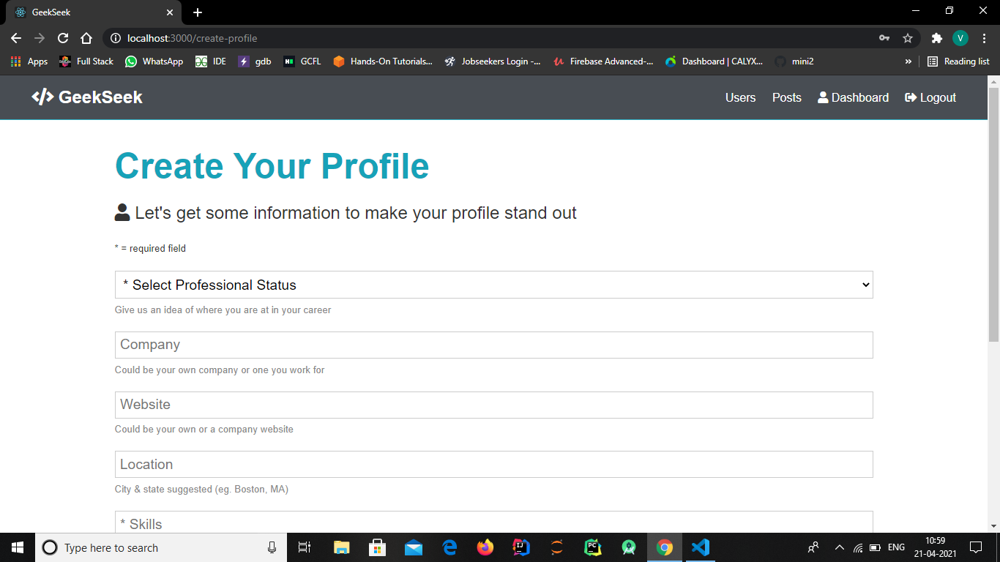 GeekSeek
localhost:3000/create-profile
V
Apps Full Stack WhatsApp IDE gdb GCFL Hands-On Tutorials... Jobseekers Login -... Firebase Advanced-... Dashboard | CALYX... mini2 » Reading list
</> GeekSeek Users Posts Dashboard Logout
Create Your Profile
Let's get some information to make your profile stand out
* = required field
* Select Professional Status
Give us an idea of where you are at in your career
Company
Could be your own company or one you work for
Website
Could be your own or a company website
Location
City & state suggested (eg. Boston, MA)
* Skills
Type here to search ENG 10:59
21-04-2021